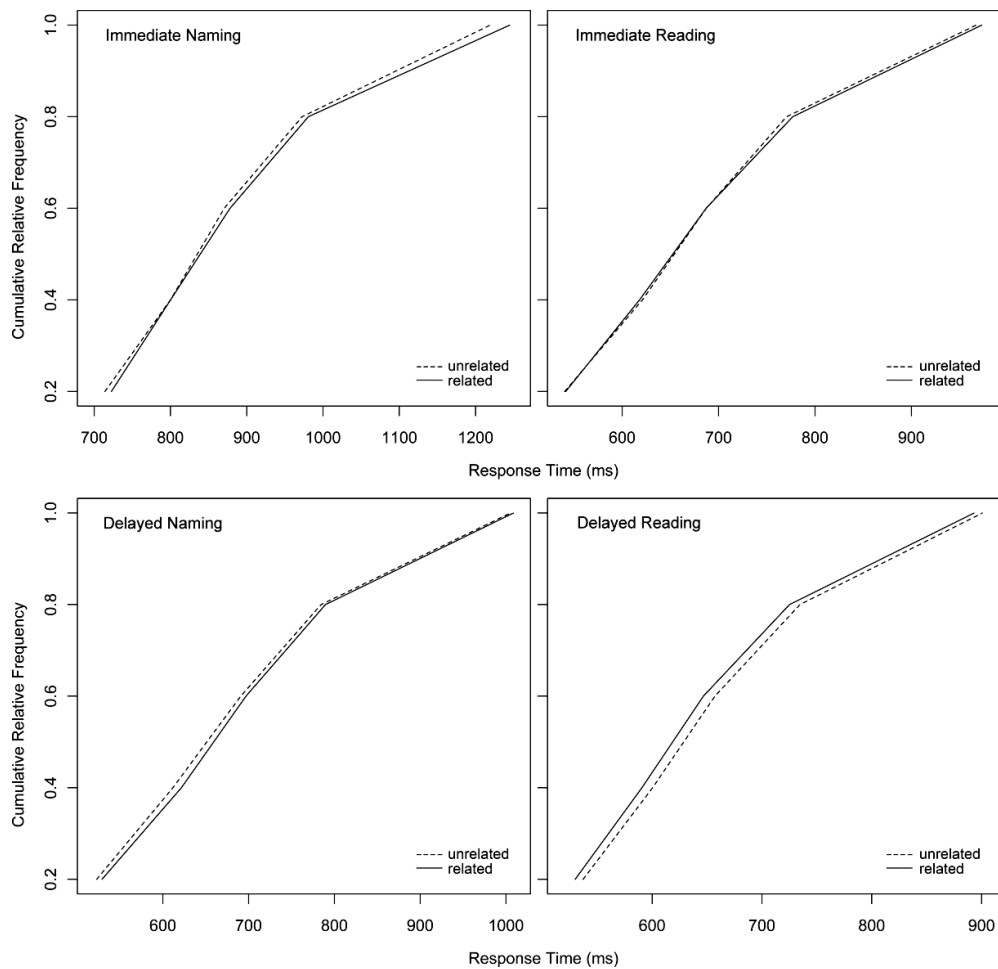 Immediate Naming
Immediate Reading
Cumulative Relative Frequency
1.0
0.8
0.6
0.4
0.2
unrelated
related
unrelated
related
700 800 900 1000 1100 1200
600 700 800 900
Response Time (ms)
Delayed Naming
Delayed Reading
Cumulative Relative Frequency
1.0
0.8
0.6
0.4
0.2
unrelated
related
unrelated
related
600 700 800 900 1000
600 700 800 900
Response Time (ms)